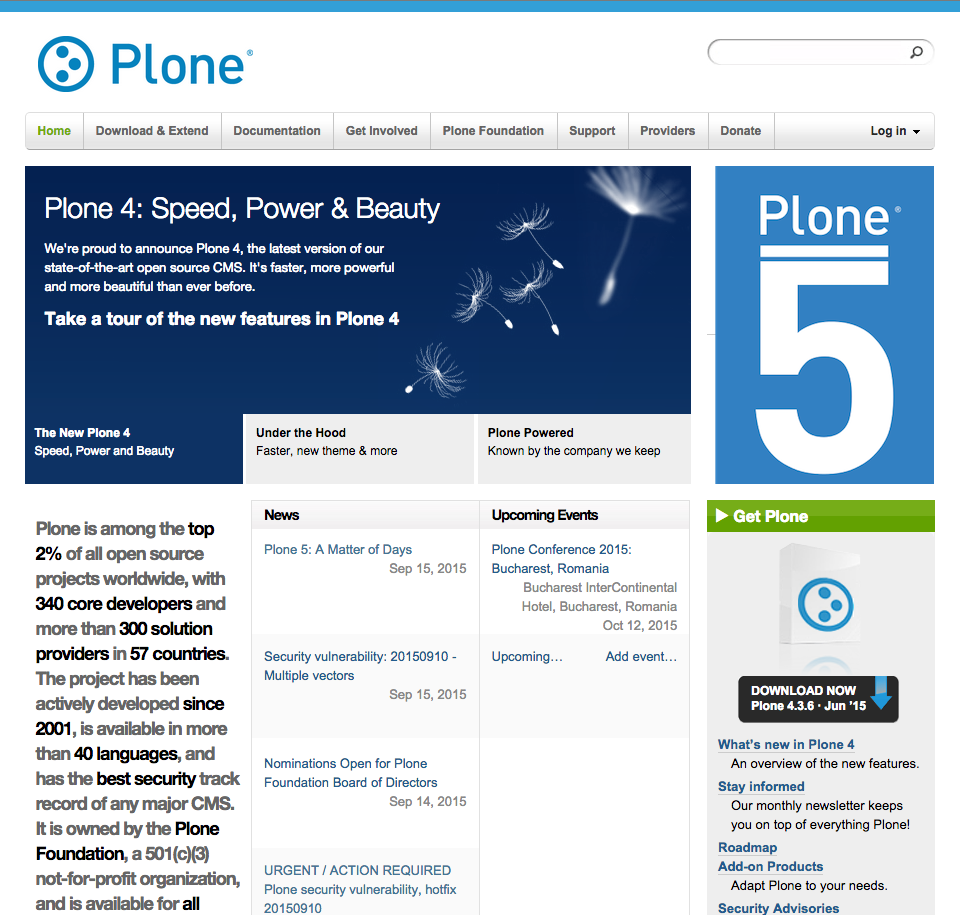 Plone®
Home
Download & Extend
Documentation
Get Involved
Plone Foundation
Support
Providers
Donate
Log in
Plone 4: Speed, Power & Beauty
We're proud to announce Plone 4, the latest version of our
state-of-the-art open source CMS. It's faster, more powerful
and more beautiful than ever before.
Take a tour of the new features in Plone 4
The New Plone 4
Speed, Power and Beauty
Under the Hood
Faster, new theme & more
Plone Powered
Known by the company we keep
Plone®
5
Plone is among the top
2% of all open source
projects worldwide, with
340 core developers and
more than 300 solution
providers in 57 countries.
The project has been
actively developed since
2001, is available in more
than 40 languages, and
has the best security track
record of any major CMS.
It is owned by the Plone
Foundation, a 501(c)(3)
not-for-profit organization,
and is available for all
News
Plone 5: A Matter of Days
Sep 15, 2015
Security vulnerability: 20150910 -
Multiple vectors
Sep 15, 2015
Nominations Open for Plone
Foundation Board of Directors
Sep 14, 2015
URGENT / ACTION REQUIRED
Plone security vulnerability, hotfix
20150910
Upcoming Events
Plone Conference 2015:
Bucharest, Romania
Bucharest InterContinental
Hotel, Bucharest, Romania
Oct 12, 2015
Upcoming…
Add event…
Get Plone
DOWNLOAD NOW
Plone 4.3.6 · Jun '15
What's new in Plone 4
An overview of the new features.
Stay informed
Our monthly newsletter keeps
you on top of everything Plone!
Roadmap
Add-on Products
Adapt Plone to your needs.
Security Advisories